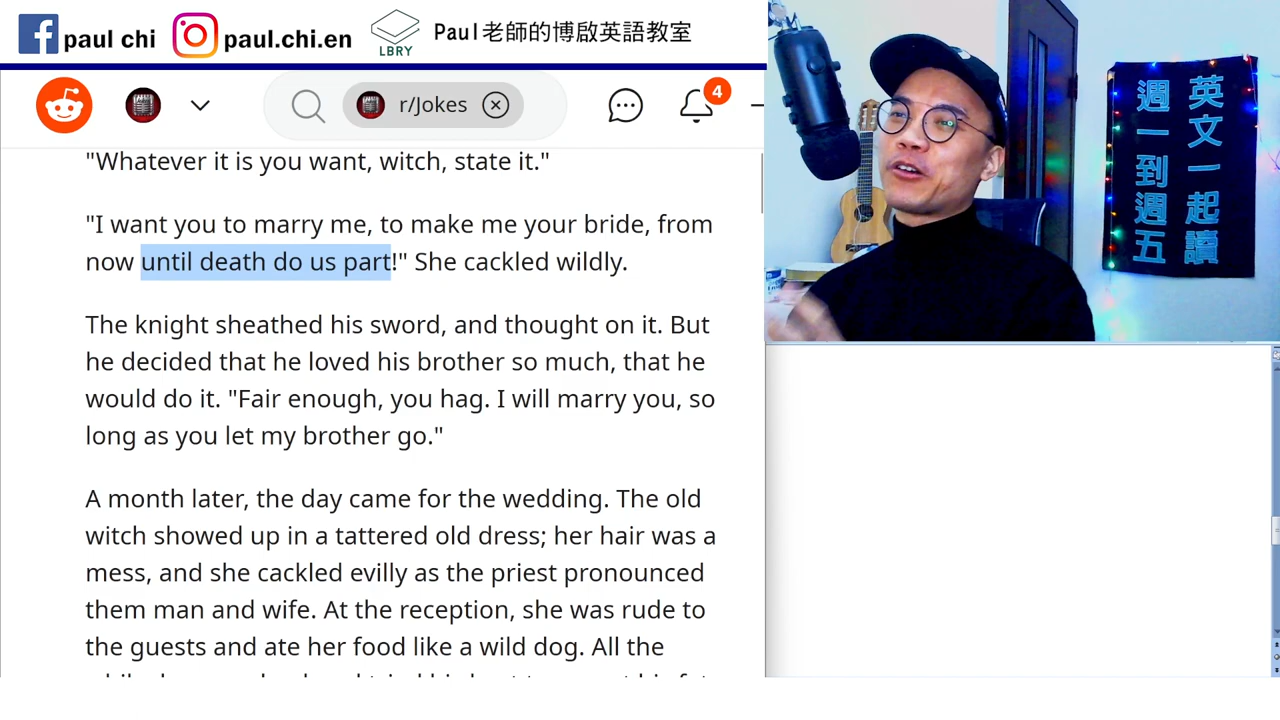 paul chi
paul.chi.en
LBRY
Paul老師的博啟英語教室
r/Jokes
4
"Whatever it is you want, witch, state it."
"I want you to marry me, to make me your bride, from
now until death do us part!" She cackled wildly.
The knight sheathed his sword, and thought on it. But
he decided that he loved his brother so much, that he
would do it. "Fair enough, you hag. I will marry you, so
long as you let my brother go."
A month later, the day came for the wedding. The old
witch showed up in a tattered old dress; her hair was a
mess, and she cackled evilly as the priest pronounced
them man and wife. At the reception, she was rude to
the guests and ate her food like a wild dog. All the
英文一起讀
週一到週五